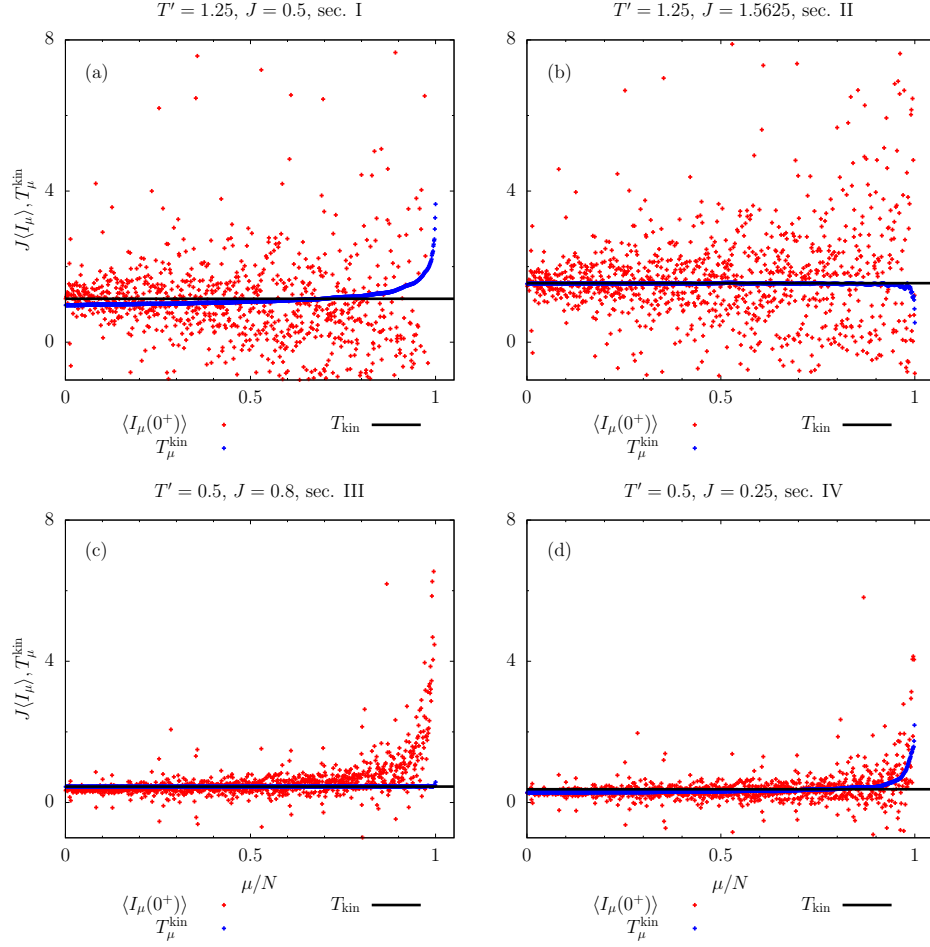 T′ = 1.25, J = 0.5, sec. I
(a)
8
4
0
J⟨I_μ⟩, T_μ^kin
0 0.5 1
⟨I_μ(0⁺)⟩ T_kin
T_μ^kin
T′ = 1.25, J = 1.5625, sec. II
(b)
8
4
0
0 0.5 1
⟨I_μ(0⁺)⟩ T_kin
T_μ^kin
T′ = 0.5, J = 0.8, sec. III
(c)
8
4
0
J⟨I_μ⟩, T_μ^kin
0 0.5 1
μ/N
⟨I_μ(0⁺)⟩ T_kin
T_μ^kin
T′ = 0.5, J = 0.25, sec. IV
(d)
8
4
0
0 0.5 1
μ/N
⟨I_μ(0⁺)⟩ T_kin
T_μ^kin